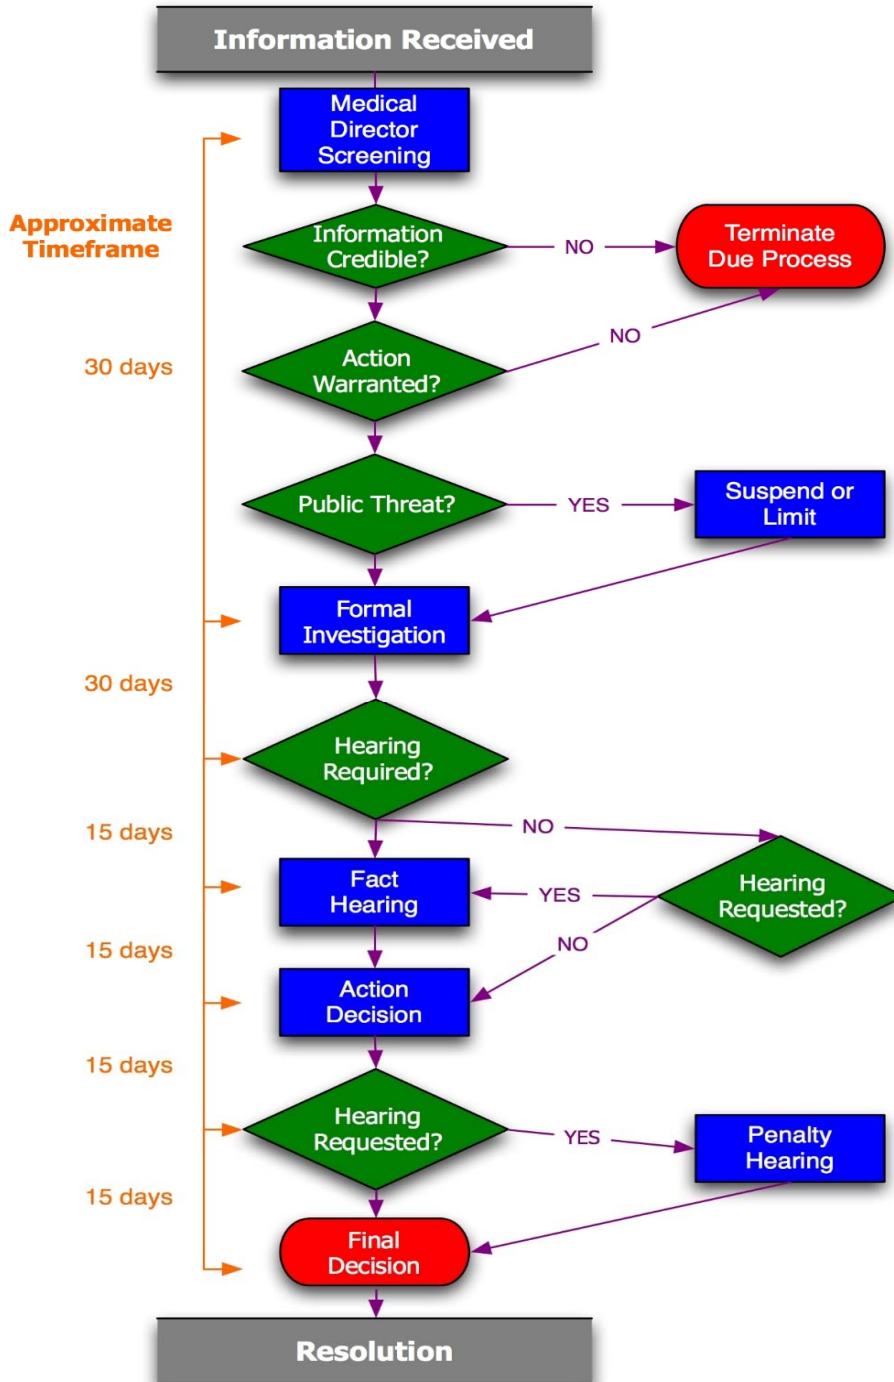 Information Received
Medical
Director
Screening
Approximate
Timeframe
Information
Credible?
NO
Terminate
Due Process
30 days
Action
Warranted?
NO
Public Threat?
YES
Suspend or
Limit
Formal
Investigation
30 days
Hearing
Required?
15 days
NO
Fact
Hearing
YES
Hearing
Requested?
15 days
NO
Action
Decision
15 days
Hearing
Requested?
YES
Penalty
Hearing
15 days
Final
Decision
Resolution